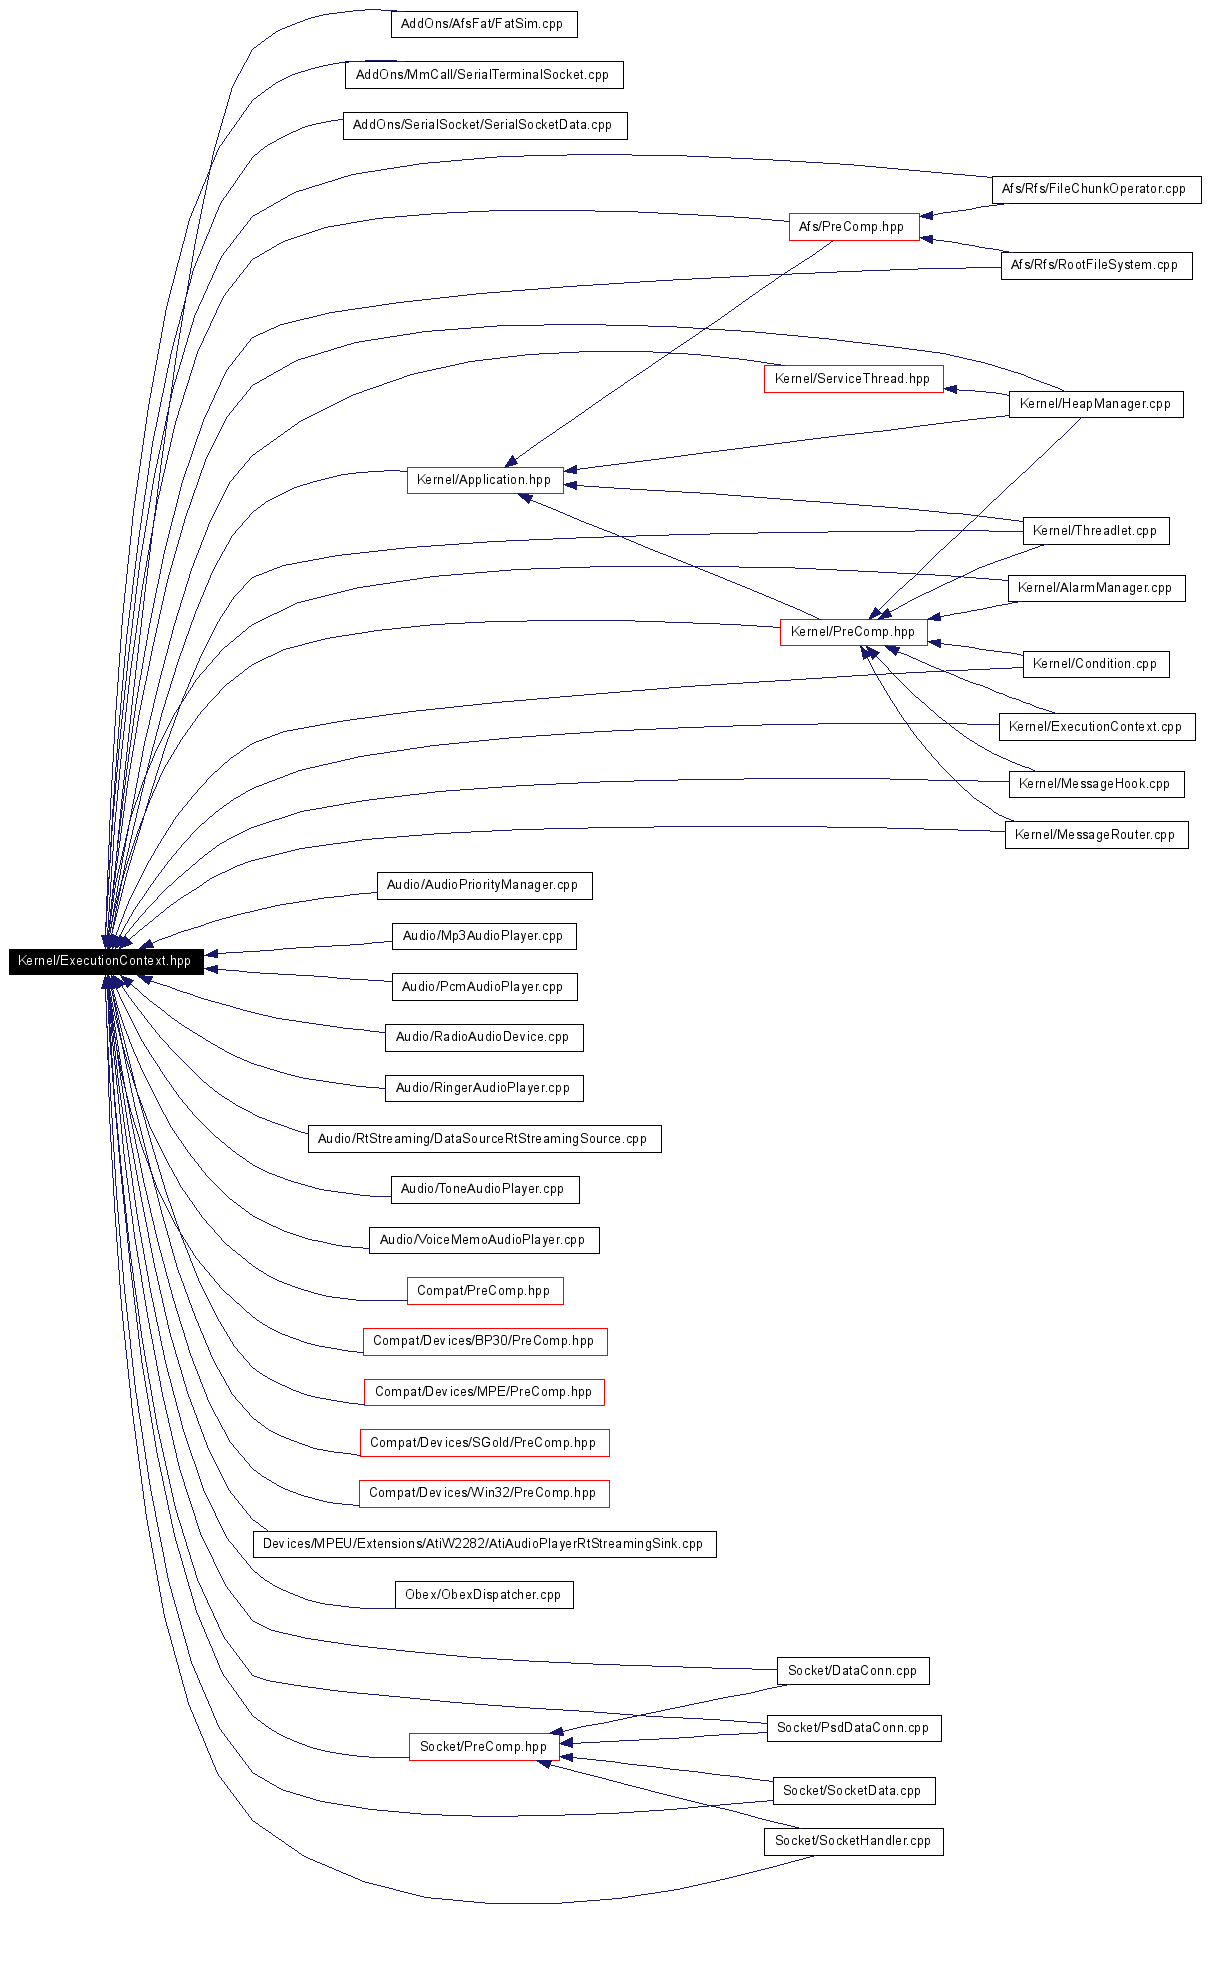 AddOns/AfsFat/FatSim.cpp
AddOns/MmCall/SerialTerminalSocket.cpp
AddOns/SerialSocket/SerialSocketData.cpp
Afs/Rfs/FileChunkOperator.cpp
Afs/PreComp.hpp
Afs/Rfs/RootFileSystem.cpp
Kernel/ServiceThread.hpp
Kernel/HeapManager.cpp
Kernel/Application.hpp
Kernel/Threadlet.cpp
Kernel/AlarmManager.cpp
Kernel/PreComp.hpp
Kernel/Condition.cpp
Kernel/ExecutionContext.cpp
Kernel/MessageHook.cpp
Kernel/MessageRouter.cpp
Audio/AudioPriorityManager.cpp
Audio/Mp3AudioPlayer.cpp
Kernel/ExecutionContext.hpp
Audio/PcmAudioPlayer.cpp
Audio/RadioAudioDevice.cpp
Audio/RingerAudioPlayer.cpp
Audio/RtStreaming/DataSourceRtStreamingSource.cpp
Audio/ToneAudioPlayer.cpp
Audio/VoiceMemoAudioPlayer.cpp
Compat/PreComp.hpp
Compat/Devices/BP30/PreComp.hpp
Compat/Devices/MPE/PreComp.hpp
Compat/Devices/SGold/PreComp.hpp
Compat/Devices/Win32/PreComp.hpp
Devices/MPEU/Extensions/AtiW2282/AtiAudioPlayerRtStreamingSink.cpp
Obex/ObexDispatcher.cpp
Socket/DataConn.cpp
Socket/PsdDataConn.cpp
Socket/PreComp.hpp
Socket/SocketData.cpp
Socket/SocketHandler.cpp